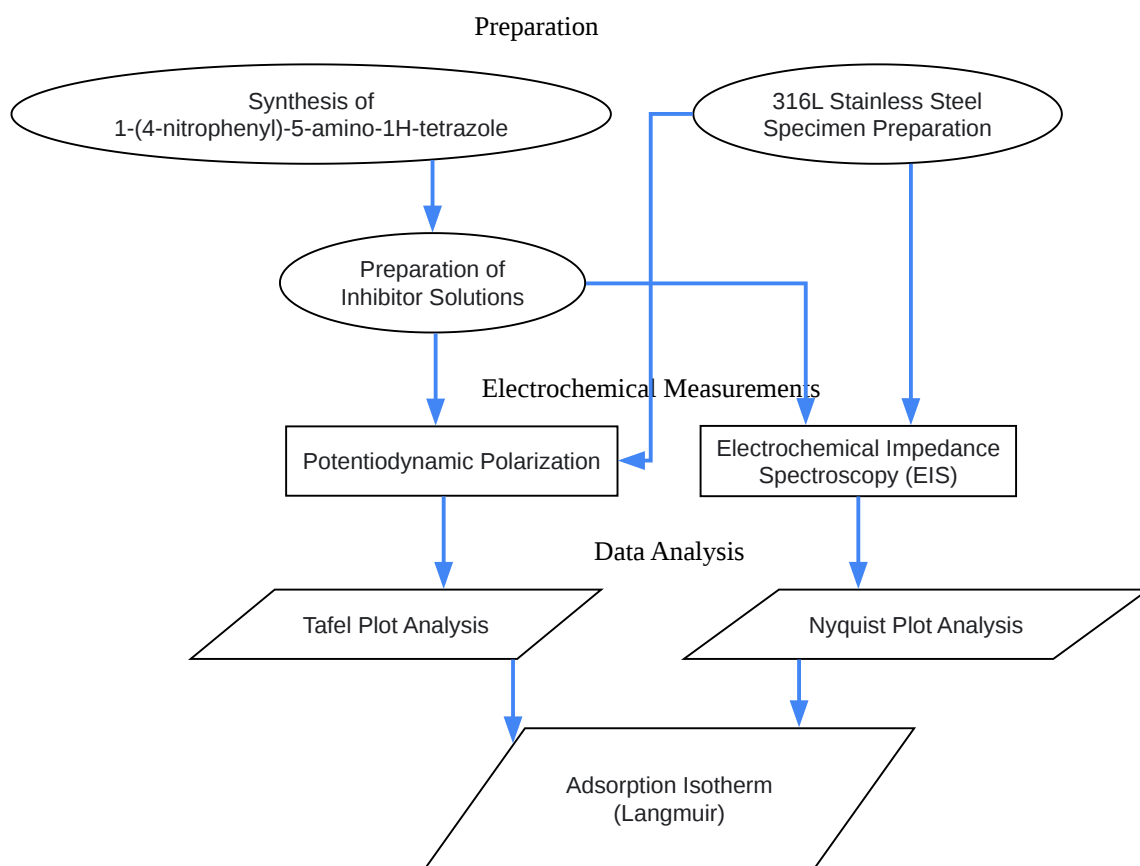 Preparation
Synthesis of
1-(4-nitrophenyl)-5-amino-1H-tetrazole
316L Stainless Steel
Specimen Preparation
Preparation of
Inhibitor Solutions
Electrochemical Measurements
Potentiodynamic Polarization
Electrochemical Impedance
Spectroscopy (EIS)
Data Analysis
Tafel Plot Analysis
Nyquist Plot Analysis
Adsorption Isotherm
(Langmuir)